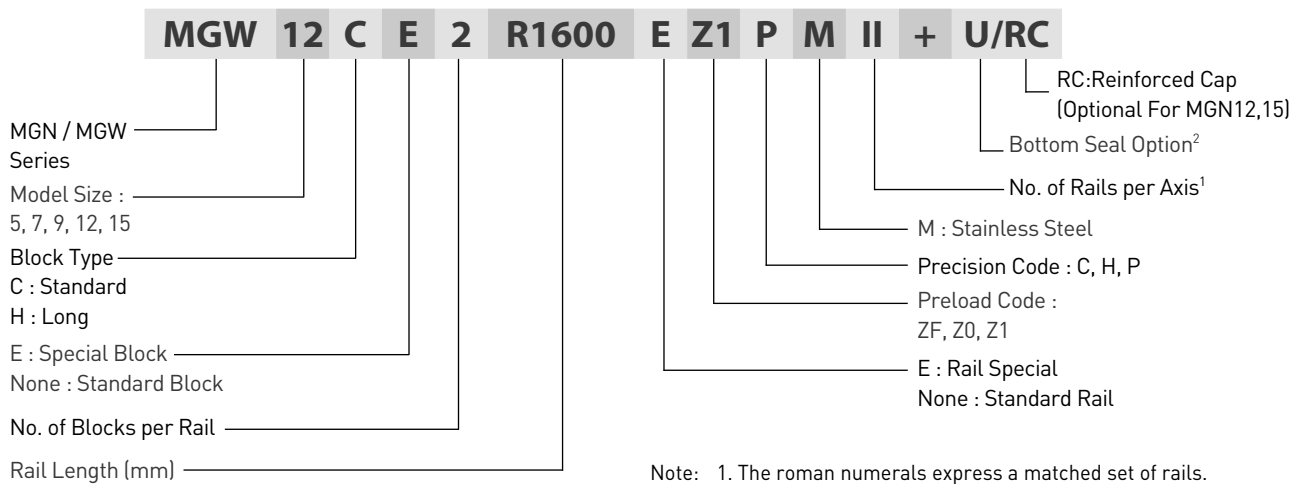 MGW 12 C E 2 R1600 E Z1 P M II + U/RC
MGN / MGW
Series
Model Size :
5, 7, 9, 12, 15
Block Type
C : Standard
H : Long
E : Special Block
None : Standard Block
No. of Blocks per Rail
Rail Length (mm)
RC:Reinforced Cap
(Optional For MGN12,15)
Bottom Seal Option2
No. of Rails per Axis1
M : Stainless Steel
Precision Code : C, H, P
Preload Code :
ZF, Z0, Z1
E : Rail Special
None : Standard Rail
Note: 1. The roman numerals express a matched set of rails.